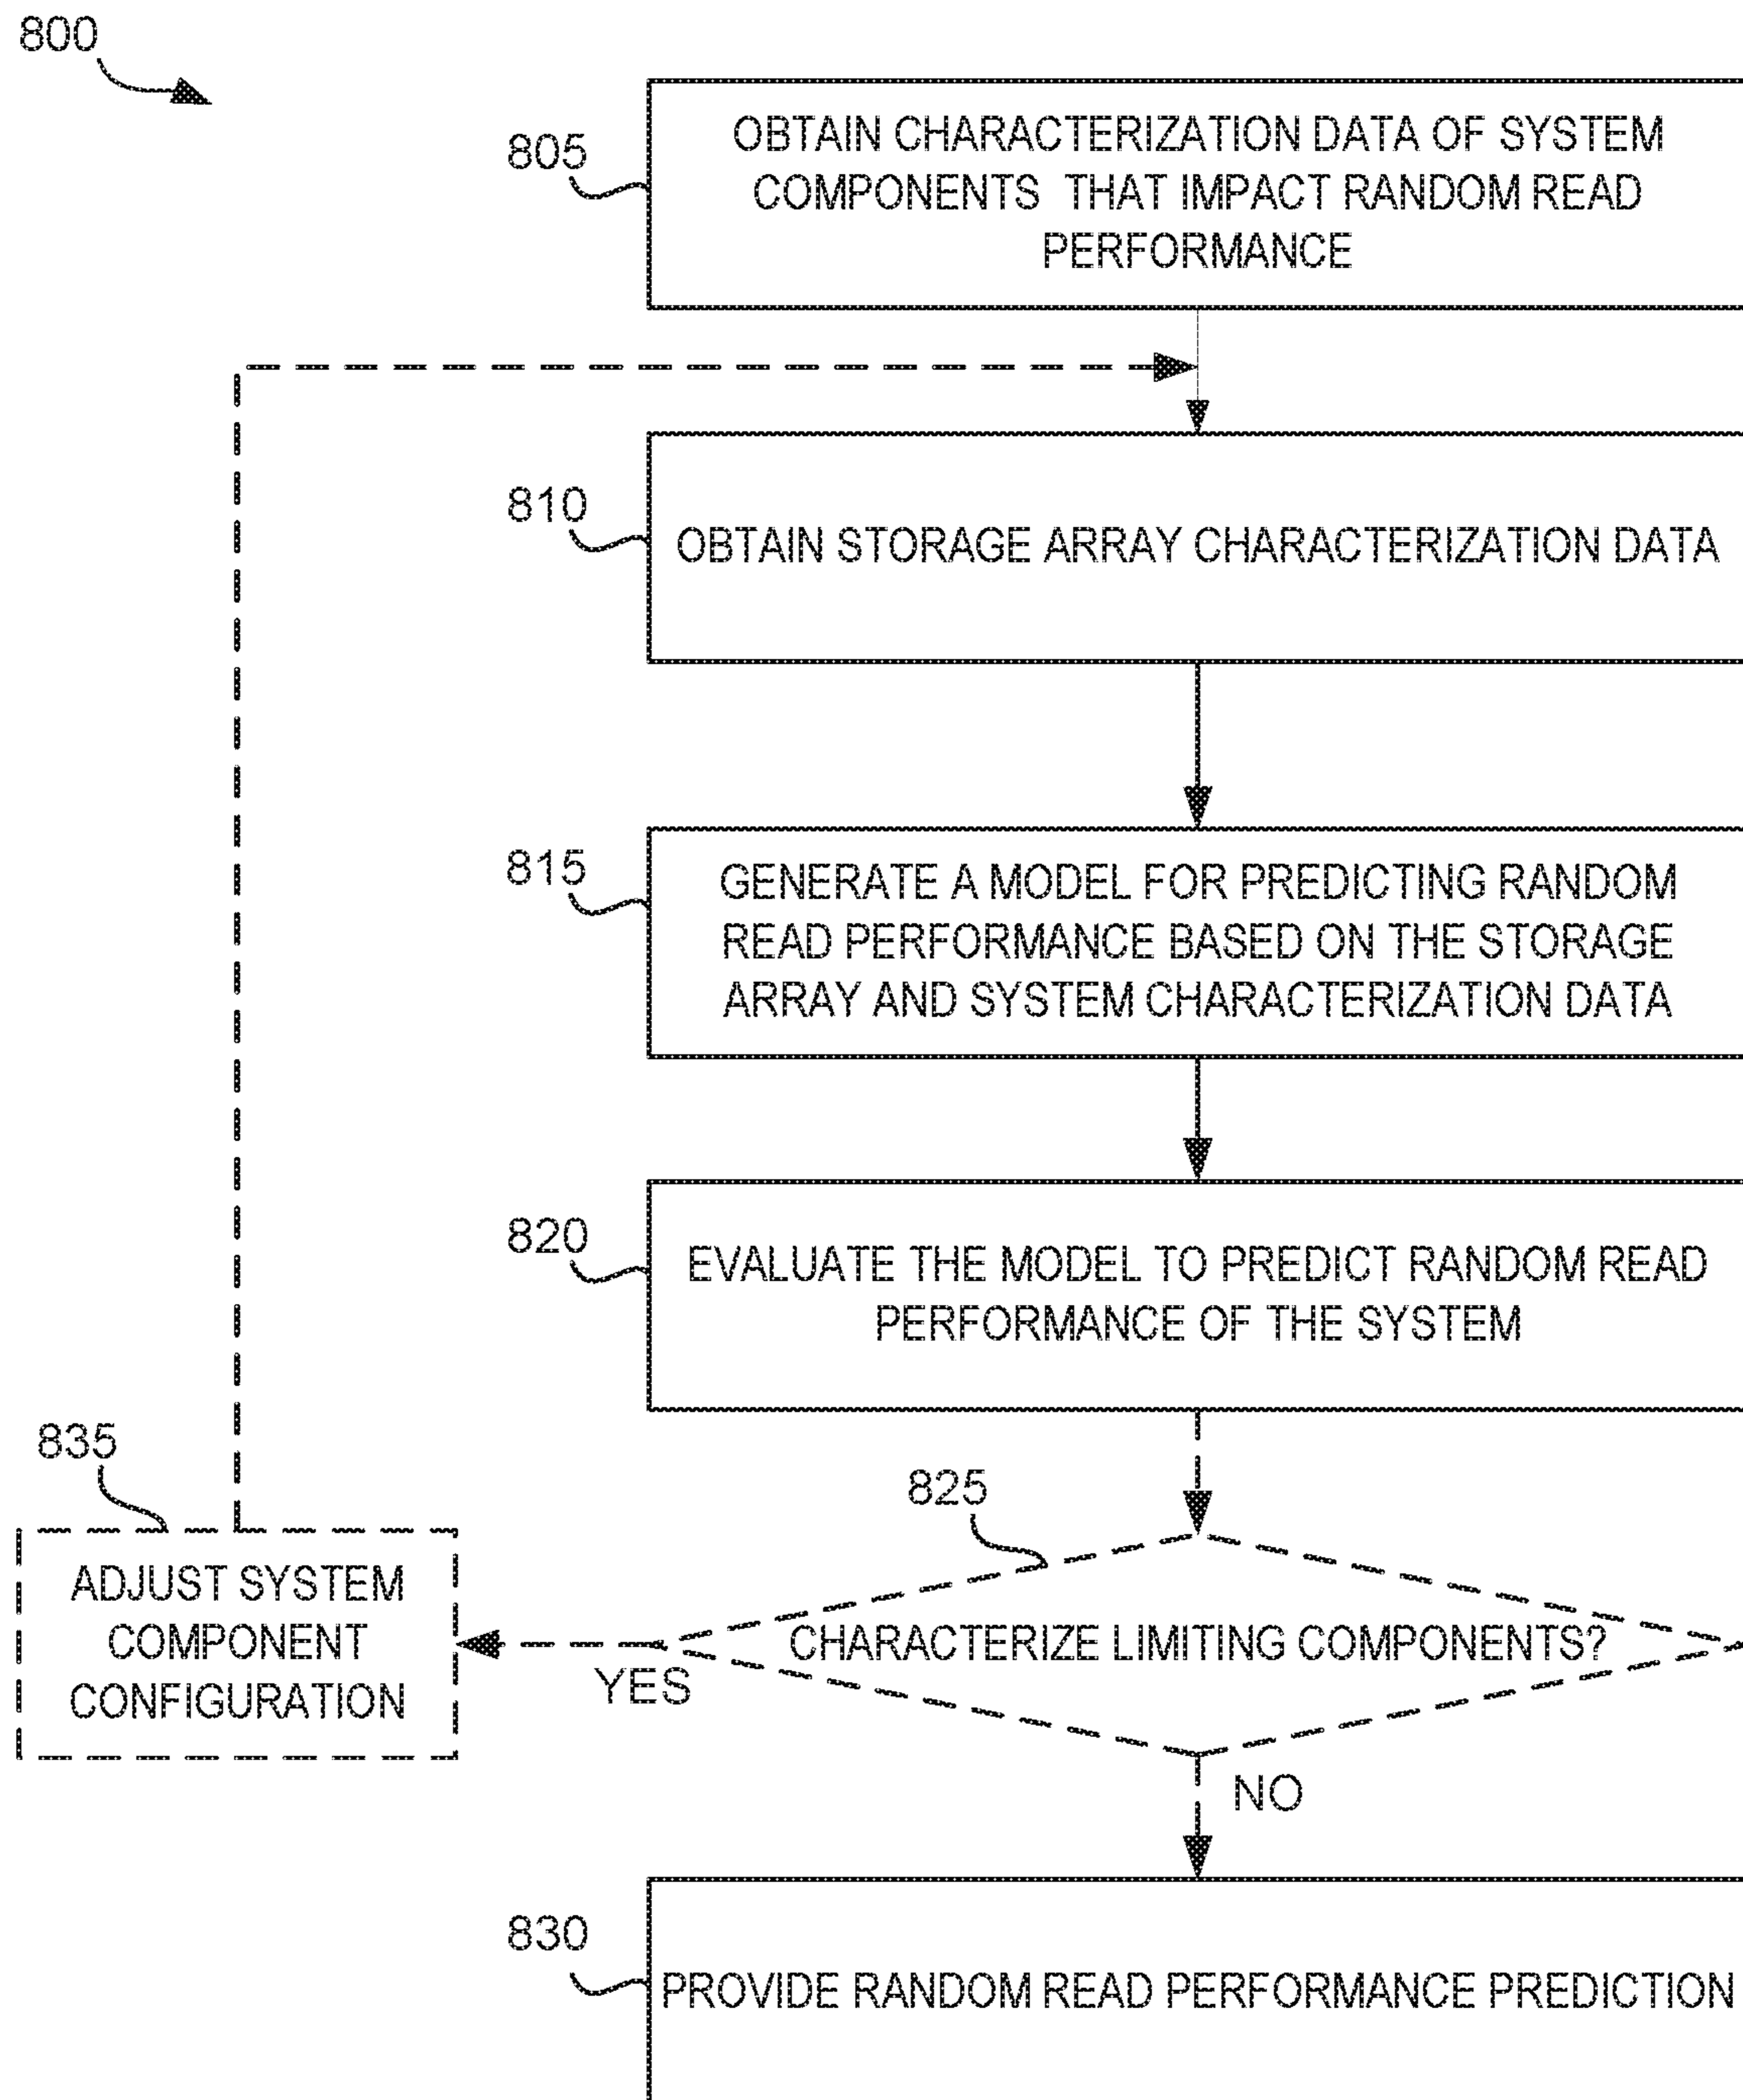 800
805
OBTAIN CHARACTERIZATION DATA OF SYSTEM
COMPONENTS THAT IMPACT RANDOM READ
PERFORMANCE
810
OBTAIN STORAGE ARRAY CHARACTERIZATION DATA
815
GENERATE A MODEL FOR PREDICTING RANDOM
READ PERFORMANCE BASED ON THE STORAGE
ARRAY AND SYSTEM CHARACTERIZATION DATA
820
EVALUATE THE MODEL TO PREDICT RANDOM READ
PERFORMANCE OF THE SYSTEM
825
CHARACTERIZE LIMITING COMPONENTS?
YES
835
ADJUST SYSTEM
COMPONENT
CONFIGURATION
NO
830
PROVIDE RANDOM READ PERFORMANCE PREDICTION